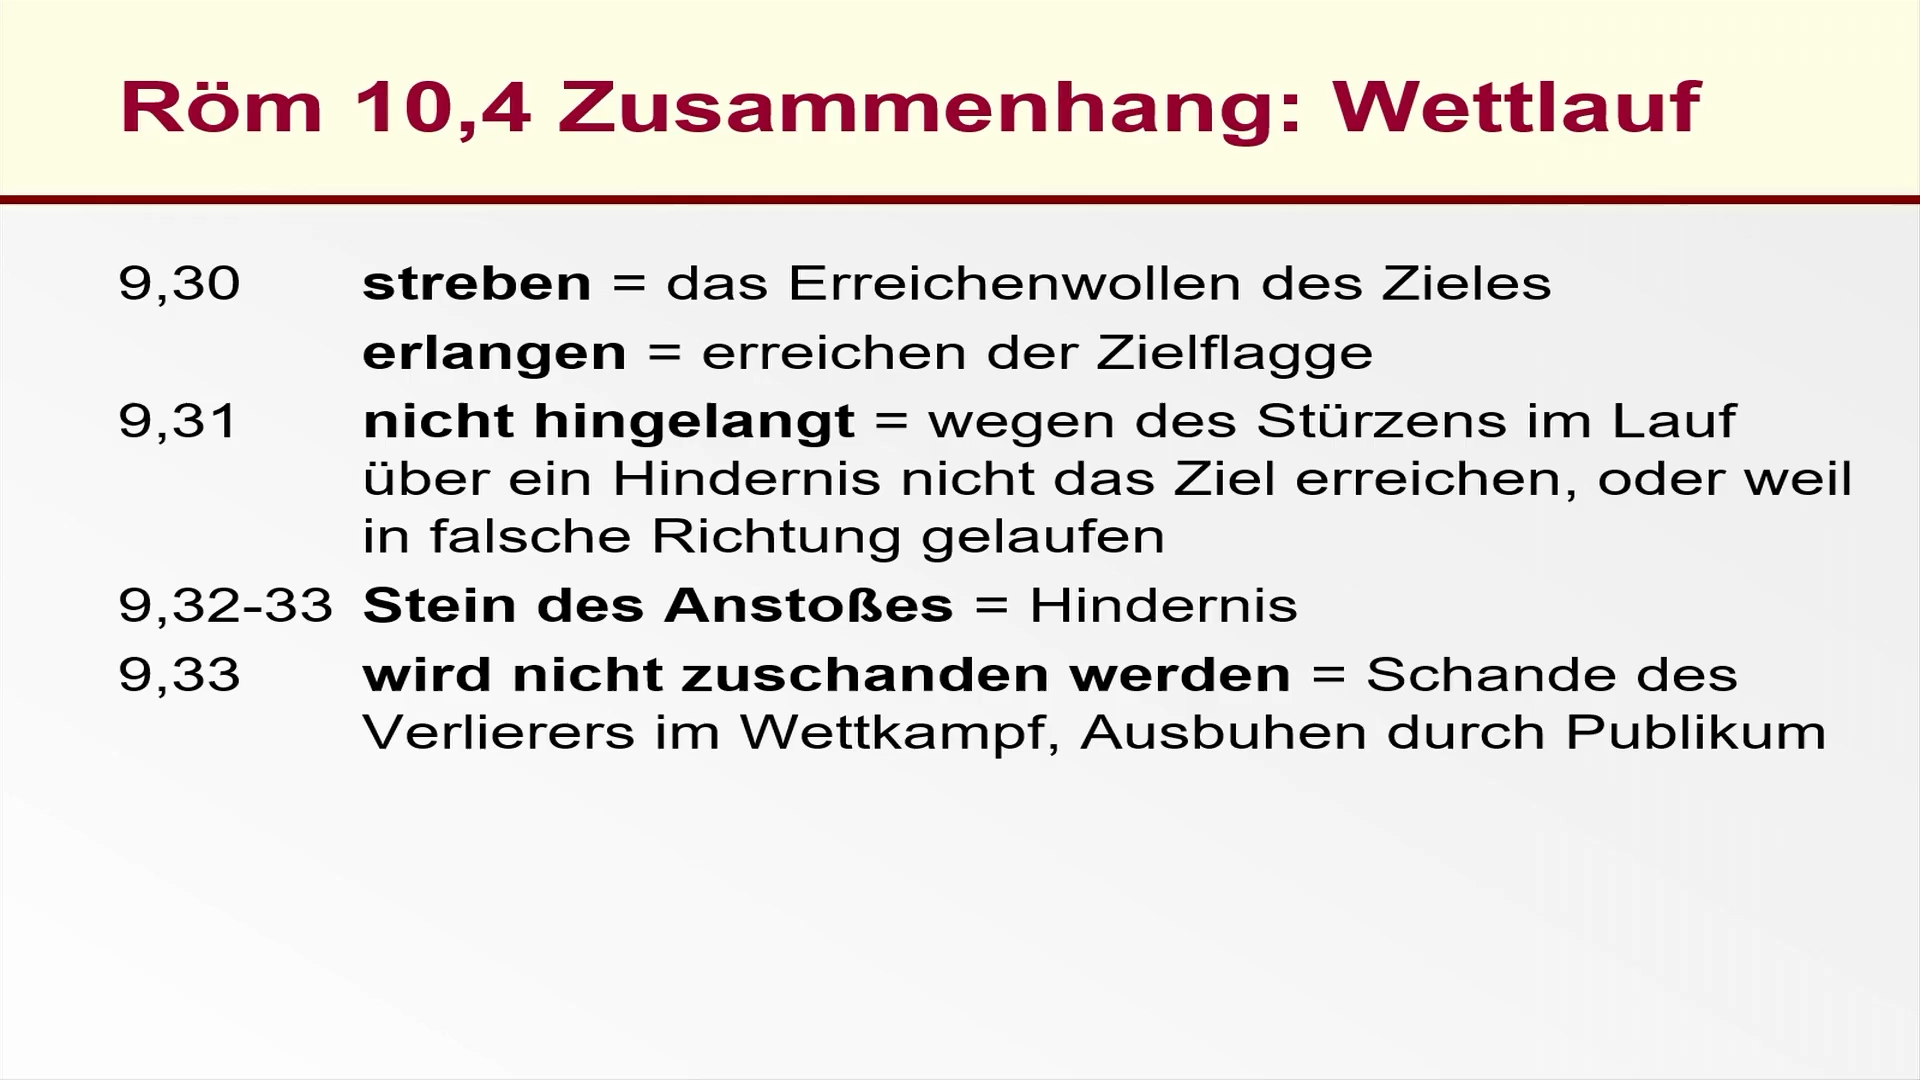 Röm 10,4 Zusammenhang: Wettlauf
9,30 streben = das Erreichenwollen des Zieles
erlangen = erreichen der Zielflagge
9,31 nicht hingelangt = wegen des Stürzens im Lauf
über ein Hindernis nicht das Ziel erreichen, oder weil
in falsche Richtung gelaufen
9,32-33 Stein des Anstoßes = Hindernis
9,33 wird nicht zuschanden werden = Schande des
Verlierers im Wettkampf, Ausbuhen durch Publikum